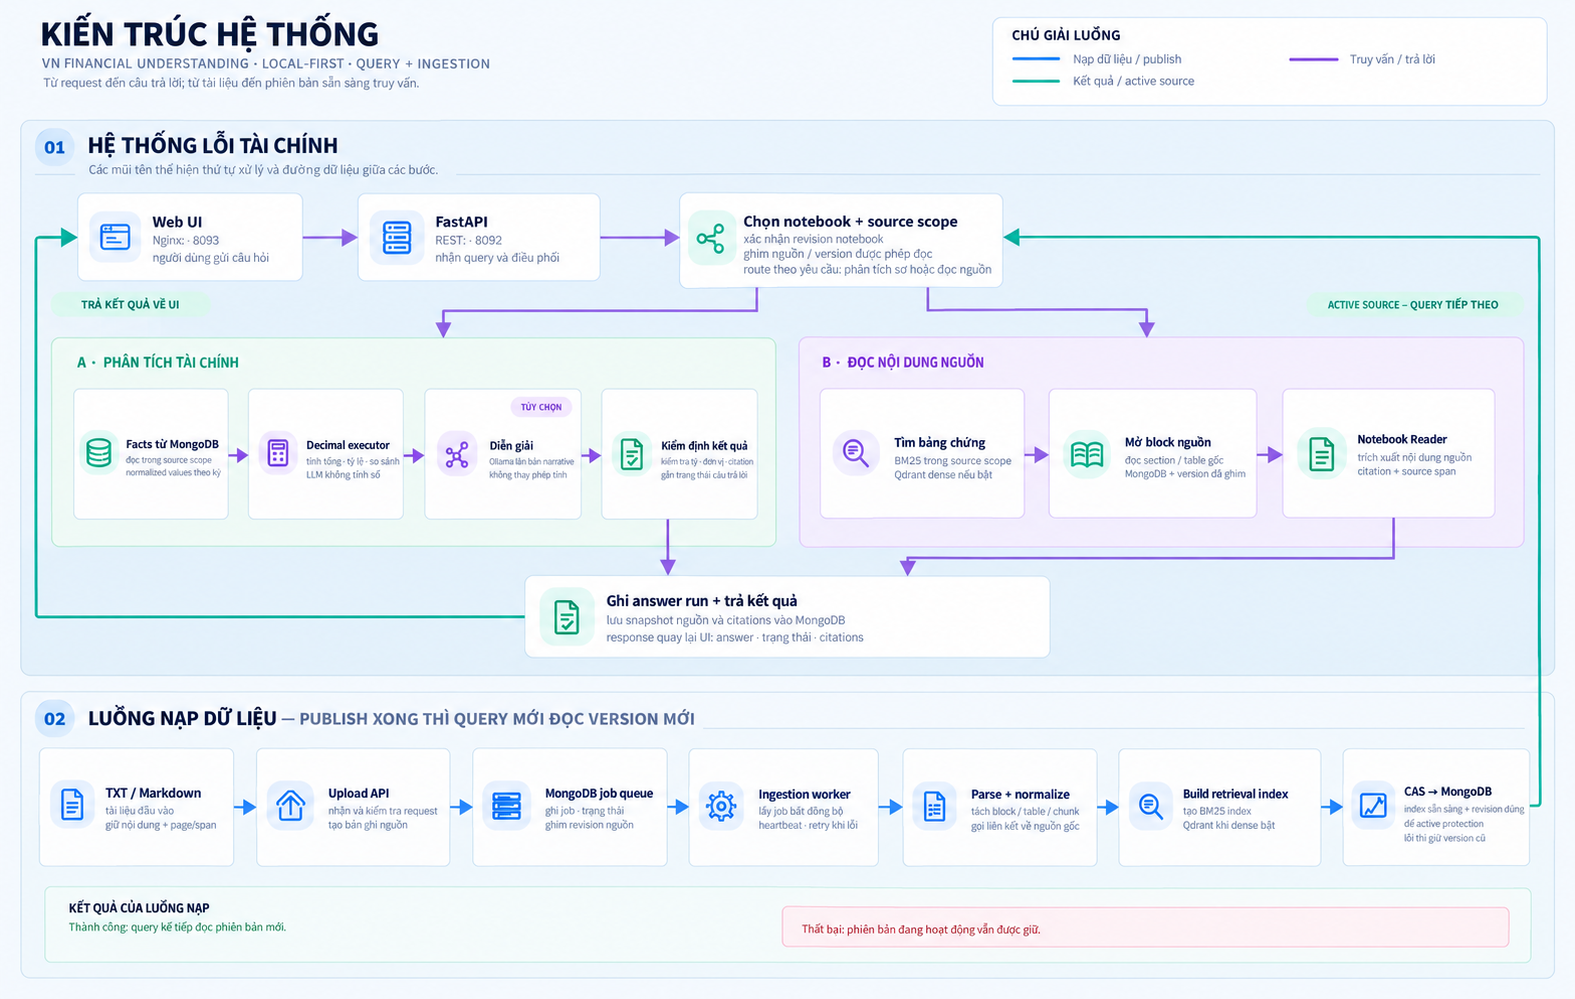 KIẾN TRÚC HỆ THỐNG
VN FINANCIAL UNDERSTANDING · LOCAL-FIRST · QUERY + INGESTION
Từ request đến câu trả lời; từ tài liệu đến phiên bản sẵn sàng truy vấn.
CHÚ GIẢI LUỒNG
Nạp dữ liệu / publish
Truy vấn / trả lời
Kết quả / active source
01
HỆ THỐNG LỖI TÀI CHÍNH
Các mũi tên thể hiện thứ tự xử lý và đường dữ liệu giữa các bước.
Web UI
Nginx: · 8093
người dùng gửi câu hỏi
FastAPI
REST: · 8092
nhận query và điều phối
Chọn notebook + source scope
xác nhận revision notebook
ghim nguồn / version được phép đọc
route theo yêu cầu: phân tích sơ hoặc đọc nguồn
TRẢ KẾT QUẢ VỀ UI
ACTIVE SOURCE – QUERY TIẾP THEO
A · PHÂN TÍCH TÀI CHÍNH
Facts từ MongoDB
đọc trong source scope
normalized values theo kỳ
Decimal executor
tính tổng · tỷ lệ · so sánh
LLM không tính số
TÙY CHỌN
Diễn giải
Ollama lân bán narrative
không thay phép tính
Kiểm định kết quả
kiểm tra tỷ · đơn vị · citation
gắn trạng thái câu trả lời
B · ĐỌC NỘI DUNG NGUỒN
Tìm bằng chứng
BM25 trong source scope
Qdrant dense nếu bật
Mở block nguồn
đọc section / table gốc
MongoDB + version đã ghim
Notebook Reader
trích xuất nội dung nguồn
citation + source span
Ghi answer run + trả kết quả
lưu snapshot nguồn và citations vào MongoDB
response quay lại UI: answer · trạng thái · citations
02
LUỒNG NẠP DỮ LIỆU — PUBLISH XONG THÌ QUERY MỚI ĐỌC VERSION MỚI
TXT / Markdown
tài liệu đầu vào
giữ nội dung + page/span
Upload API
nhận và kiểm tra request
tạo bản ghi nguồn
MongoDB job queue
ghi job · trạng thái
ghim revision nguồn
Ingestion worker
lấy job bất đồng bộ
heartbeat · retry khi lỗi
Parse + normalize
tách block / table / chunk
gọi liên kết về nguồn gốc
Build retrieval index
tạo BM25 index
Qdrant khi dense bật
CAS → MongoDB
index sẵn sàng + revision đúng
dể active protection
lỗi thì giữ version cũ
KẾT QUẢ CỦA LUỒNG NẠP
Thành công: query kế tiếp đọc phiên bản mới.
Thất bại: phiên bản đang hoạt động vẫn được giữ.